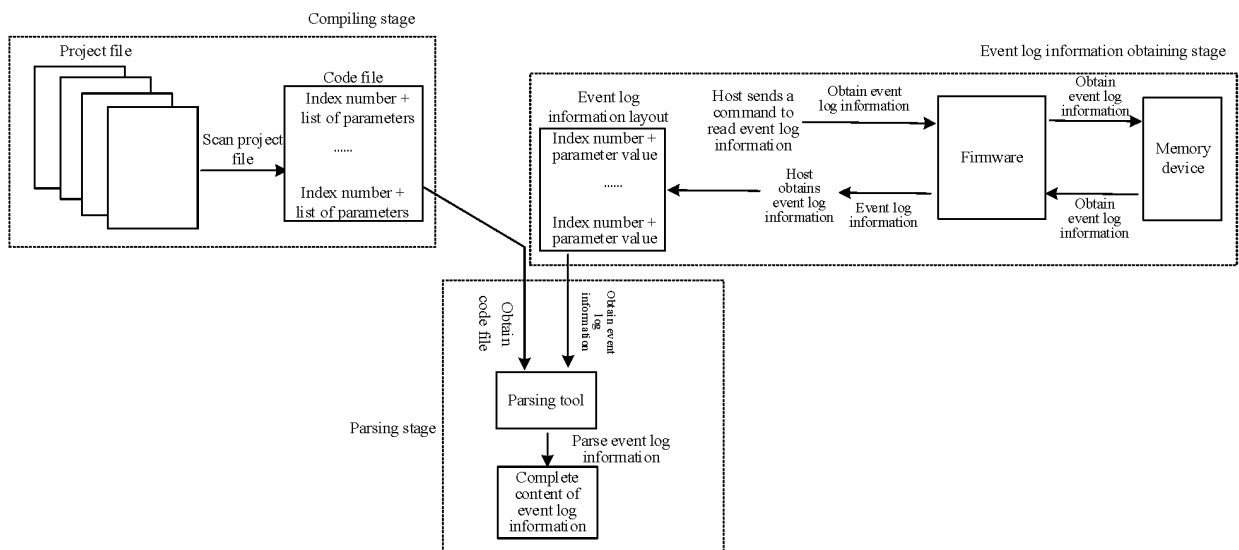 Compiling stage
Project file
Code file
Index number +
list of parameters
......
Index number +
list of parameters
Scan project
file
Event log information obtaining stage
Event log
information layout
Index number +
parameter value
......
Index number +
parameter value
Host sends a
command to
read event log
information
Obtain event
log information
Firmware
Obtain
event log
information
Memory
device
Host
obtains
event log
information
Event log
information
Obtain
event log
information
Obtain
code file
Obtain event
log
information
Parsing tool
Parsing stage
Parse event log
information
Complete
content of
event log
information